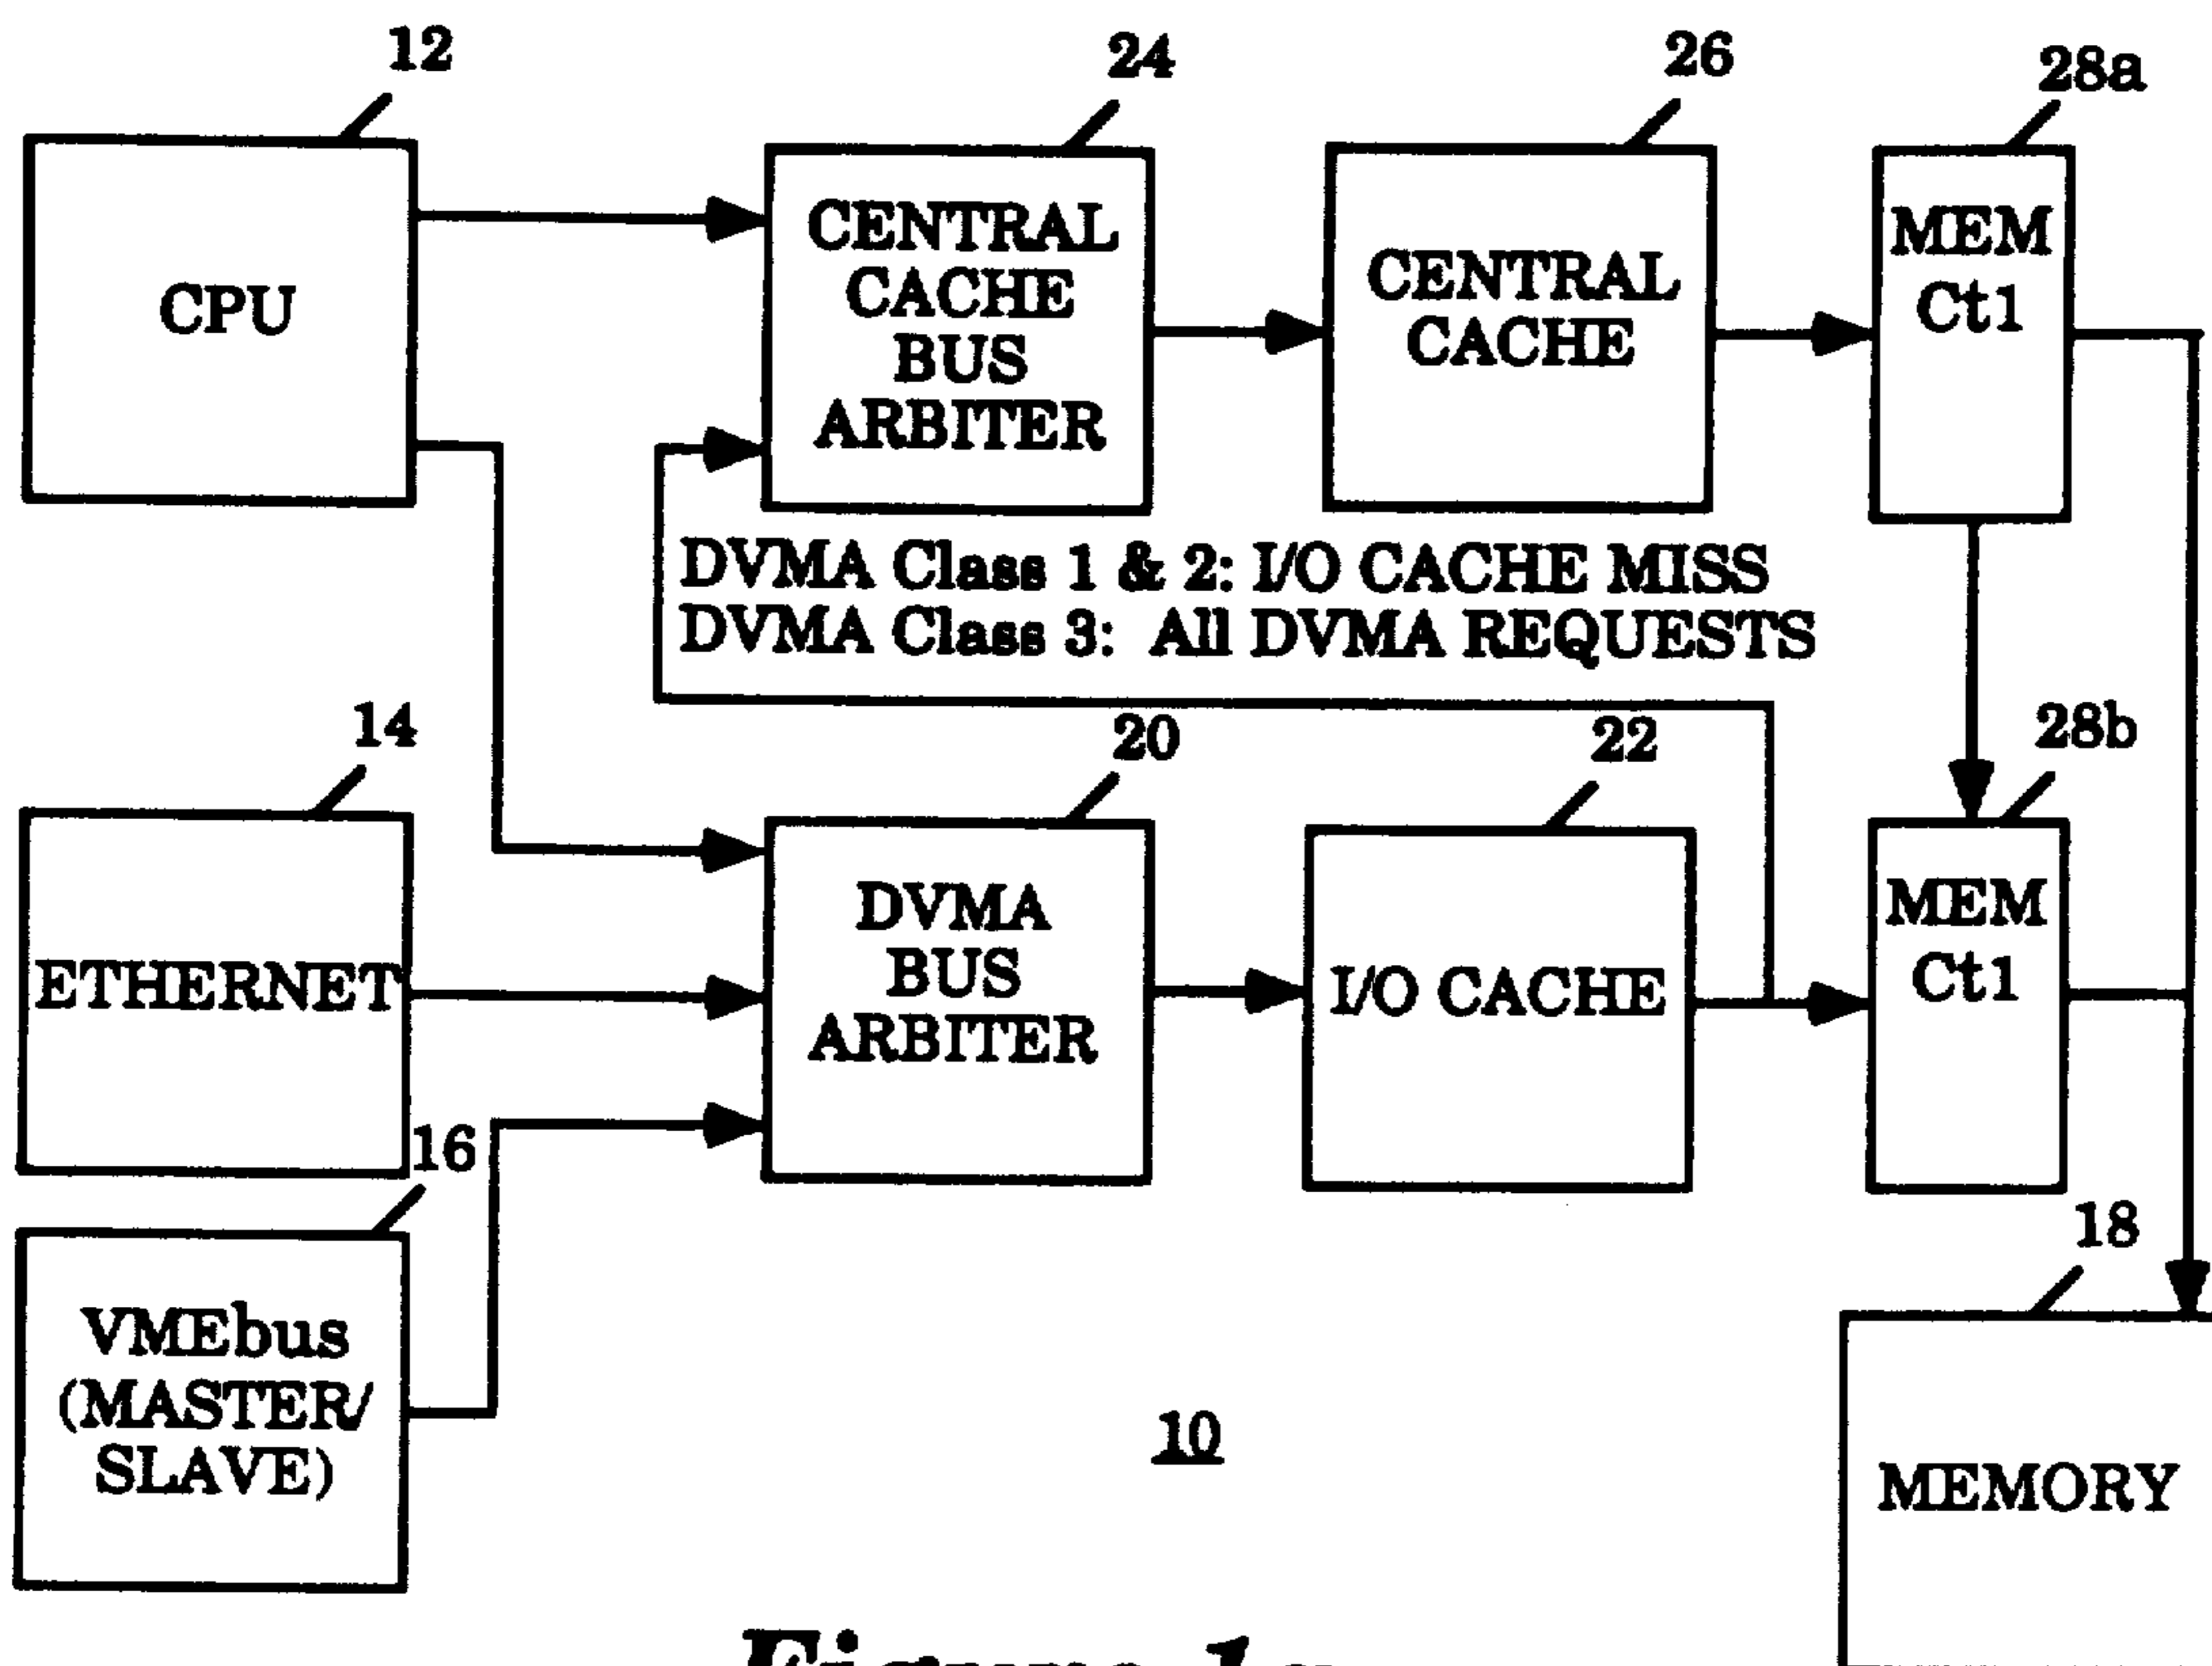 12
24
26
28a
CPU
CENTRAL
CACHE
BUS
ARBITER
CENTRAL
CACHE
MEM
Ct1
DVMA Class 1 & 2: I/O CACHE MISS
DVMA Class 3: All DVMA REQUESTS
14
20
22
28b
ETHERNET
DVMA
BUS
ARBITER
I/O CACHE
MEM
Ct1
16
18
VMEbus
(MASTER/
SLAVE)
10
MEMORY